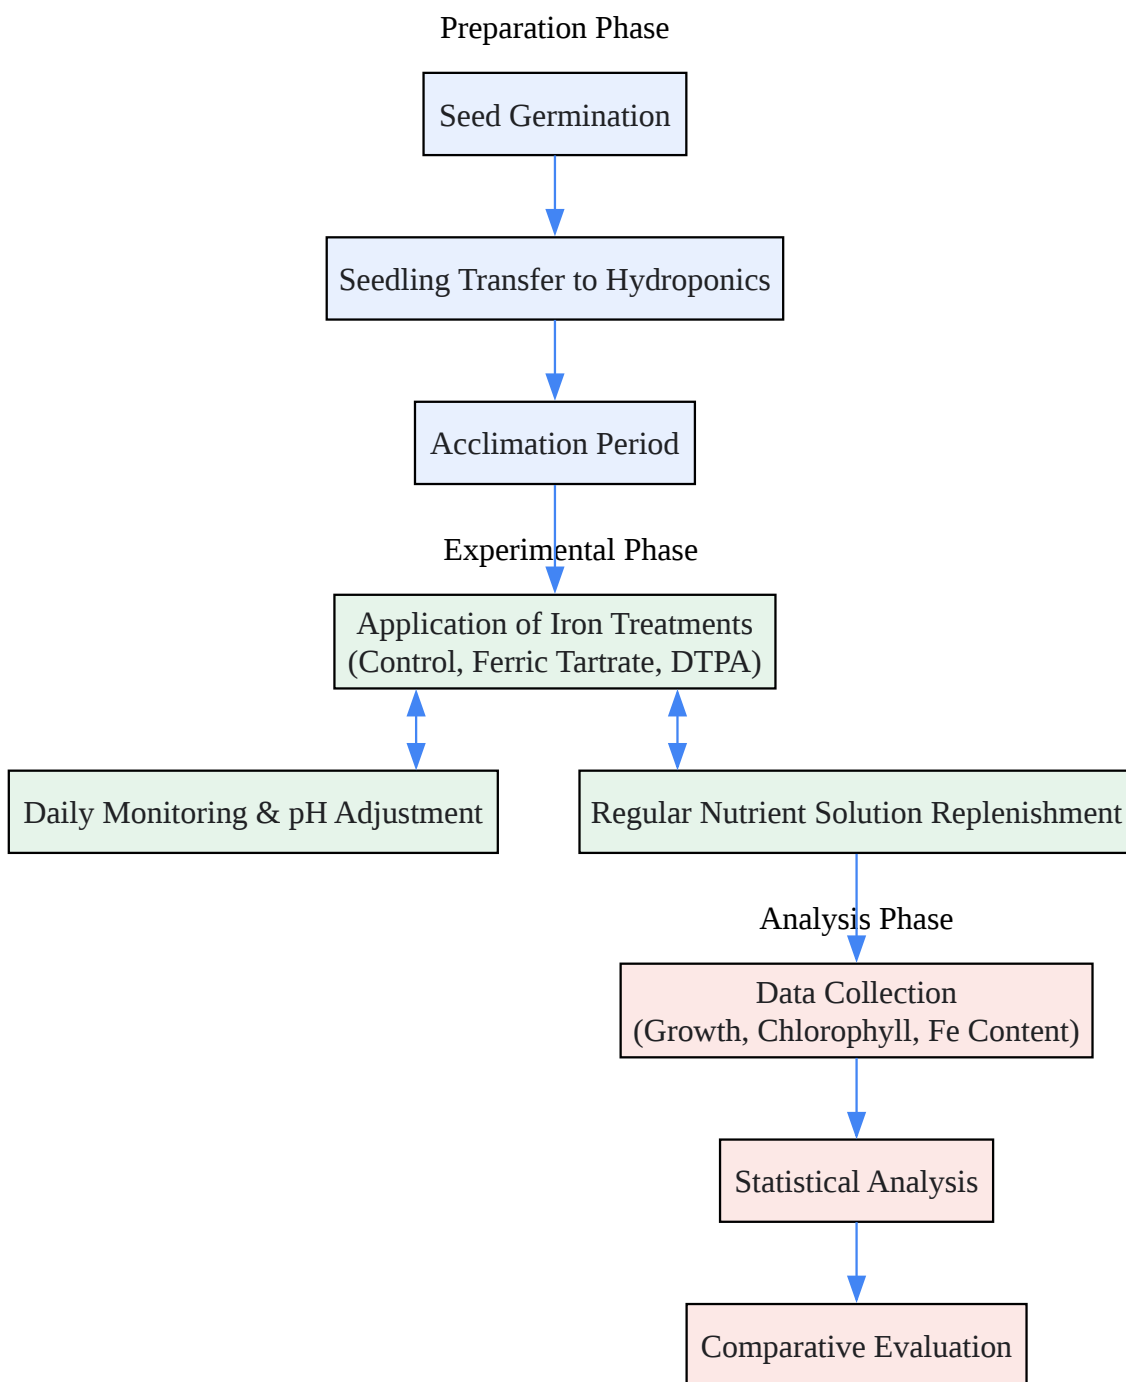 Preparation Phase
Seed Germination
Seedling Transfer to Hydroponics
Acclimation Period
Experimental Phase
Application of Iron Treatments
(Control, Ferric Tartrate, DTPA)
Daily Monitoring & pH Adjustment
Regular Nutrient Solution Replenishment
Analysis Phase
Data Collection
(Growth, Chlorophyll, Fe Content)
Statistical Analysis
Comparative Evaluation